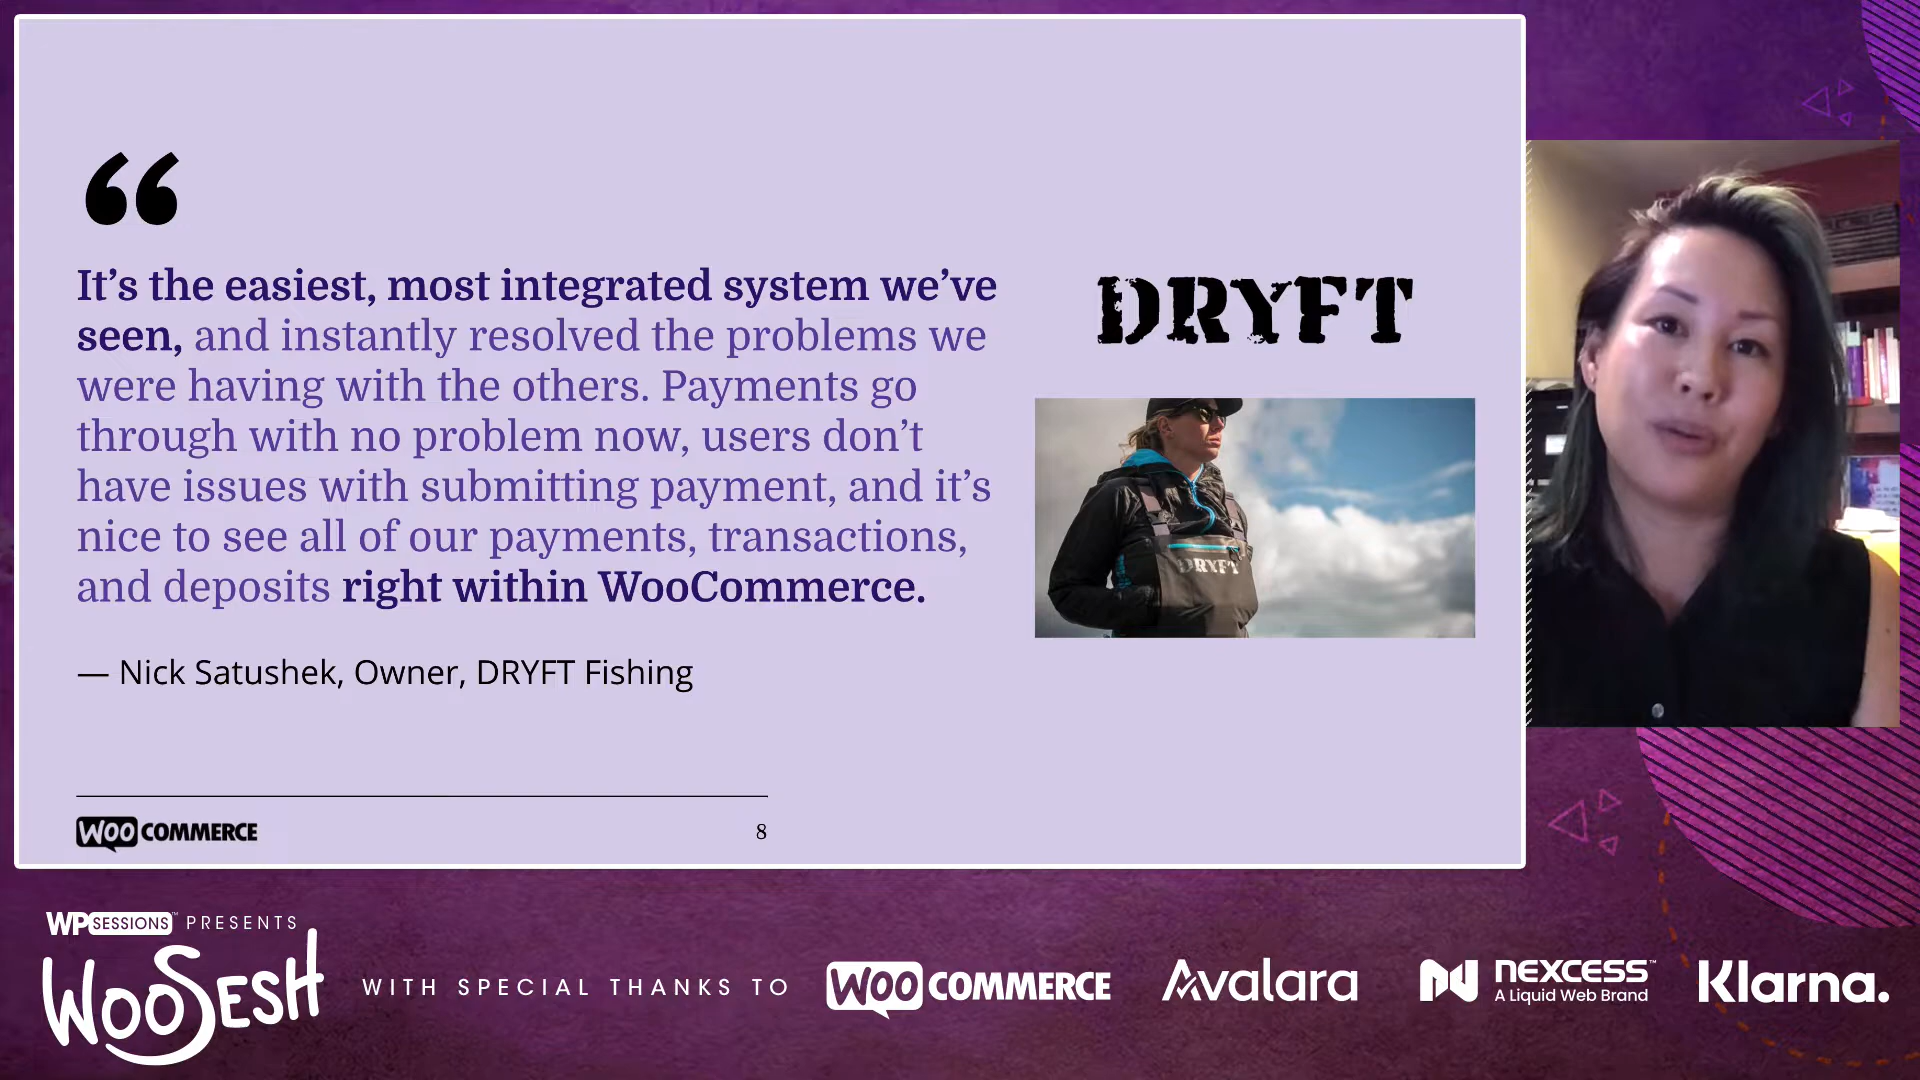 “
It’s the easiest, most integrated system we’ve
seen, and instantly resolved the problems we
were having with the others. Payments go
through with no problem now, users don’t
have issues with submitting payment, and it’s
nice to see all of our payments, transactions,
and deposits right within WooCommerce.
— Nick Satushek, Owner, DRYFT Fishing
DRYFT
DRYFT
WOO COMMERCE
8
WP SESSIONS™ PRESENTS
WOOSESH
WITH SPECIAL THANKS TO
WOO COMMERCE
Avalara
NEXCESS™
A Liquid Web Brand
Klarna.